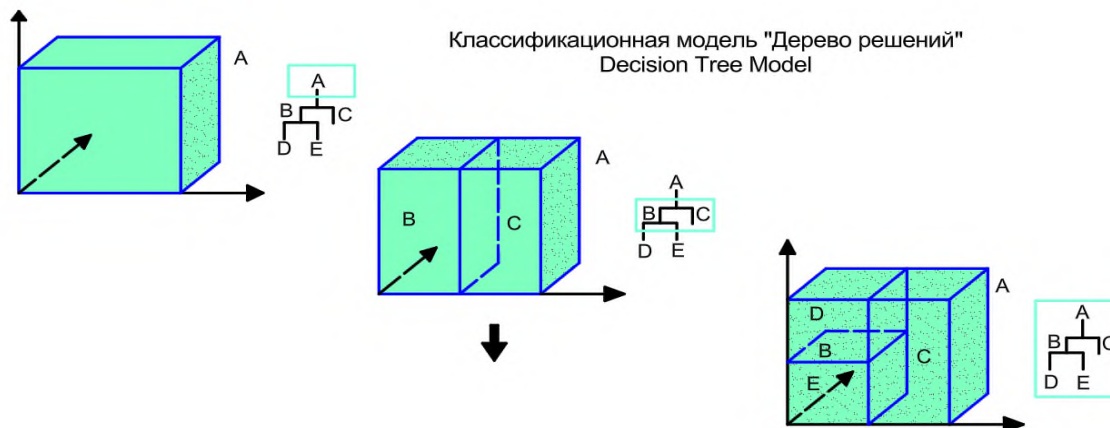 Классификационная модель "Дерево решений"
Decision Tree Model
A
A
B C
D E
B C A
A
B C
D E
D A
B C
E
A
B C
D E